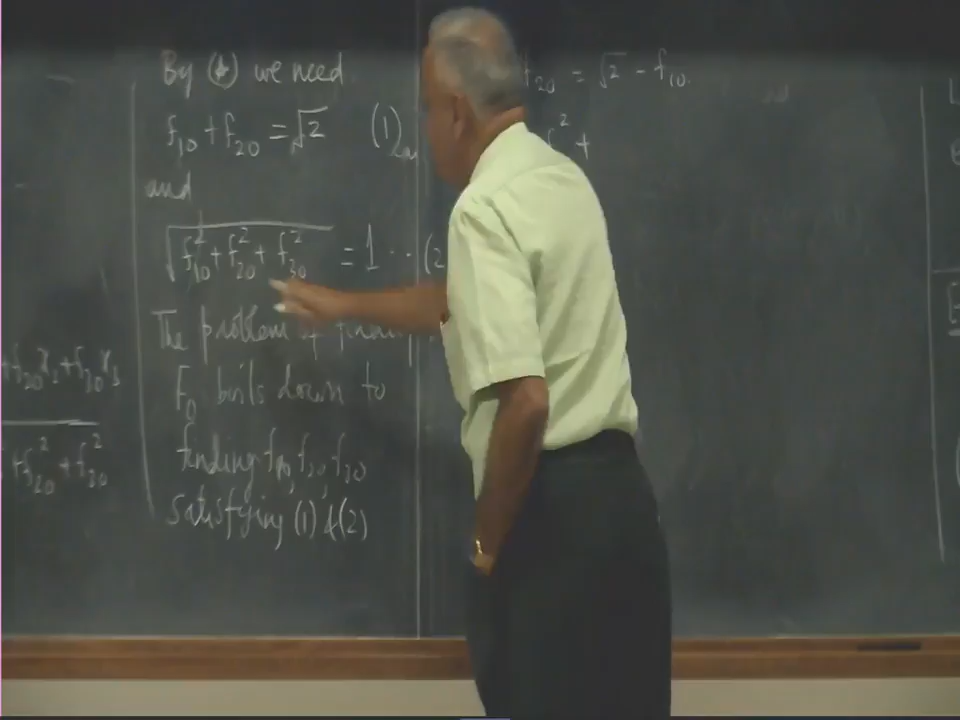 +f₂₀x₂+f₃₀x₃
+f₂₀²+f₃₀²
By (*) we need
f₁₀+f₂₀=√2 (1)
and
√(f₁₀²+f₂₀²+f₃₀²) = 1 ... (2
The problem of
F₀ boils down to
finding f₁₀, f₂₀, f₃₀
satisfying (1) & (2)
f₂₀ = √2 - f₁₀.
² +